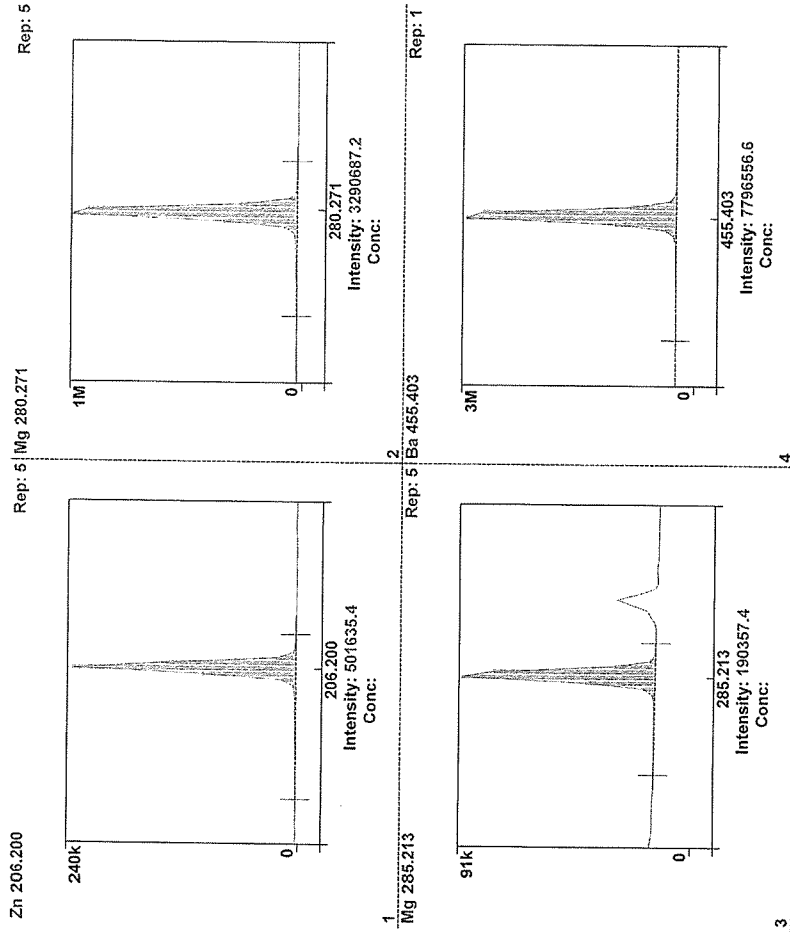 Zn 206.200 Rep: 5
240k
0
206.200
Intensity: 501635.4
Conc:
1
Mg 280.271 Rep: 5
1M
0
280.271
Intensity: 3290687.2
Conc:
2
Mg 285.213 Rep: 5
91k
0
285.213
Intensity: 190357.4
Conc:
3
Ba 455.403 Rep: 1
3M
0
455.403
Intensity: 7796556.6
Conc:
4